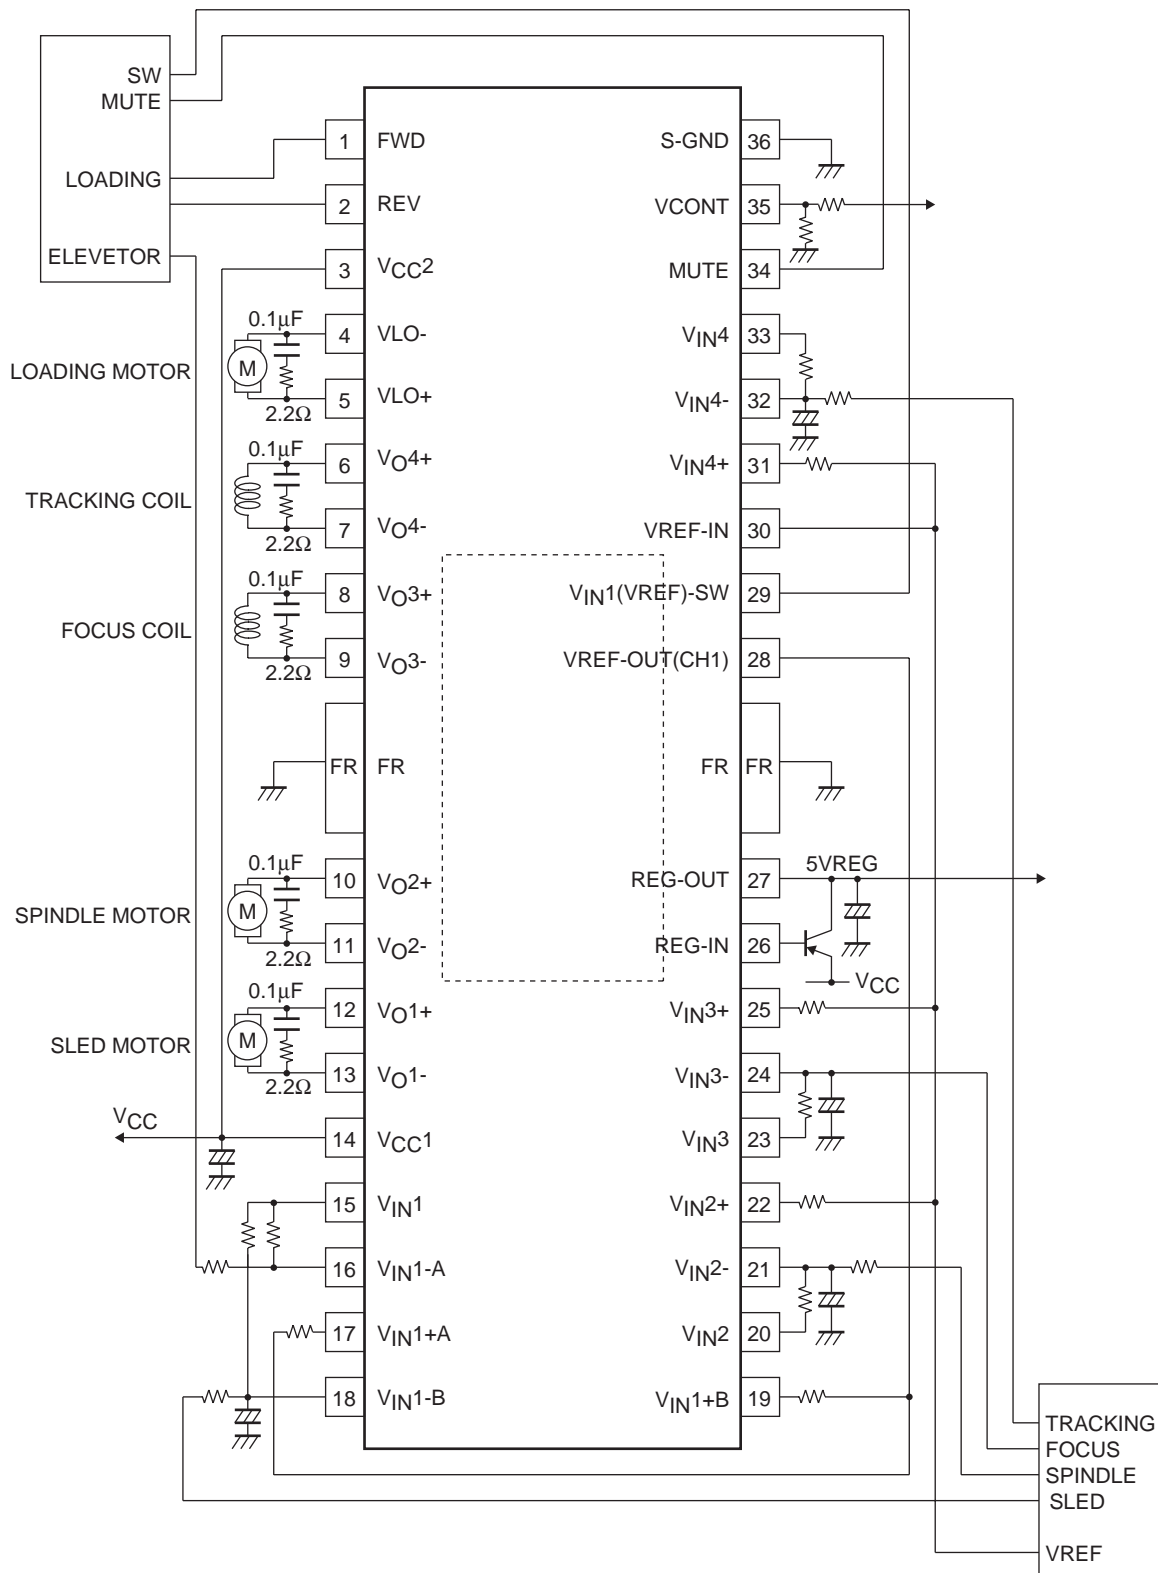 SW
MUTE
LOADING
ELEVETOR
1 FWD
2 REV
3 VCC2
4 VLO-
5 VLO+
6 VO4+
7 VO4-
8 VO3+
9 VO3-
FR FR
10 VO2+
11 VO2-
12 VO1+
13 VO1-
14 VCC1
15 VIN1
16 VIN1-A
17 VIN1+A
18 VIN1-B
S-GND 36
VCONT 35
MUTE 34
VIN4 33
VIN4- 32
VIN4+ 31
VREF-IN 30
VIN1(VREF)-SW 29
VREF-OUT(CH1) 28
FR FR
REG-OUT 27
REG-IN 26
VIN3+ 25
VIN3- 24
VIN3 23
VIN2+ 22
VIN2- 21
VIN2 20
VIN1+B 19
0.1µF
LOADING MOTOR
M
2.2Ω
0.1µF
TRACKING COIL
2.2Ω
0.1µF
FOCUS COIL
2.2Ω
0.1µF
SPINDLE MOTOR
M
2.2Ω
0.1µF
SLED MOTOR
M
2.2Ω
VCC
5VREG
VCC
TRACKING
FOCUS
SPINDLE
SLED
VREF